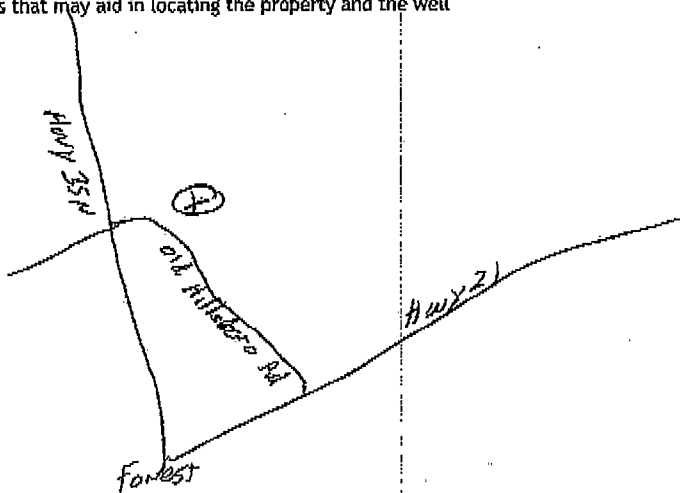 s that may aid in locating the property and the well
Hwy 35N
Old Hillsboro Rd
Hwy 21
Forest